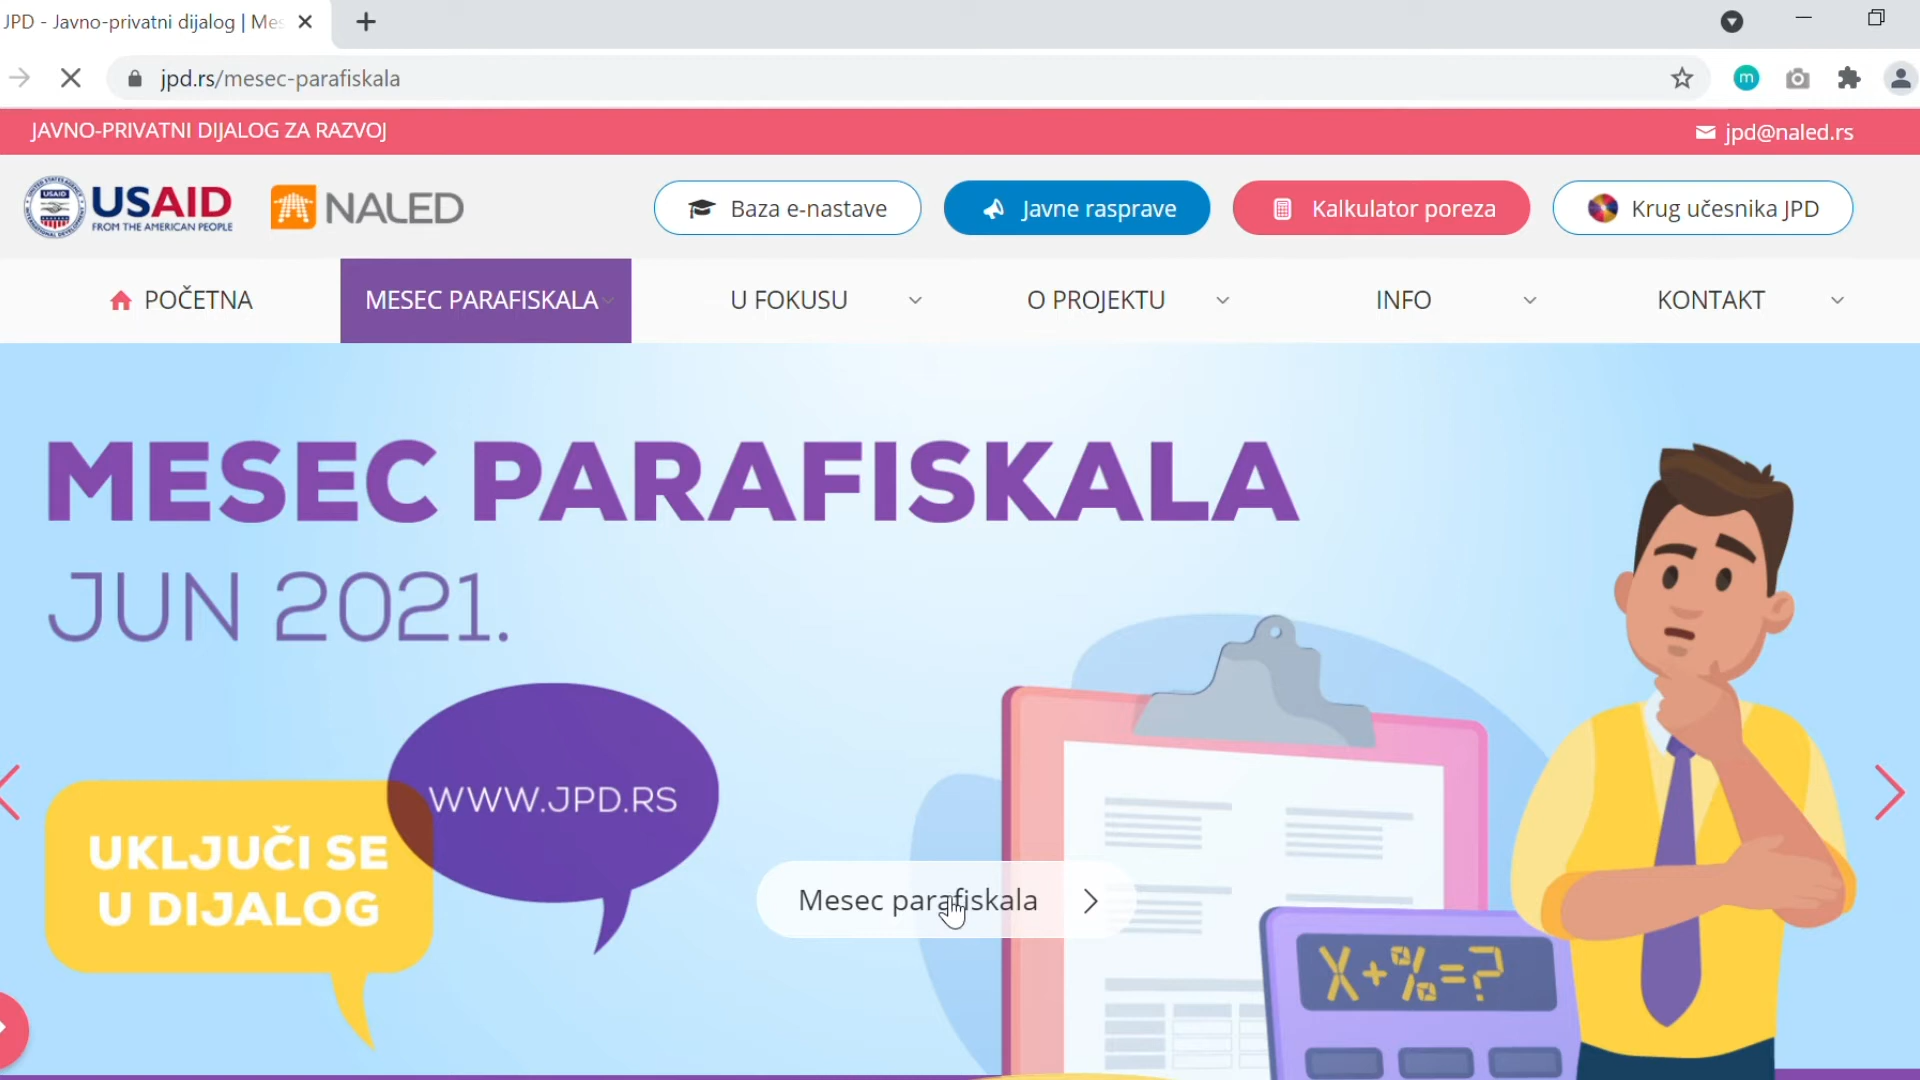 JPD - Javno-privatni dijalog | Mes
m
jpd.rs/mesec-parafiskala
JAVNO-PRIVATNI DIJALOG ZA RAZVOJ
jpd@naled.rs
USAID
USAID
FROM THE AMERICAN PEOPLE
NALED
Baza e-nastave
Javne rasprave
Kalkulator poreza
Krug učesnika JPD
POČETNA
MESEC PARAFISKALA
U FOKUSU
O PROJEKTU
INFO
KONTAKT
MESEC PARAFISKALA
JUN 2021.
WWW.JPD.RS
UKLJUČI SE
U DIJALOG
Mesec parafiskala
X+%=?